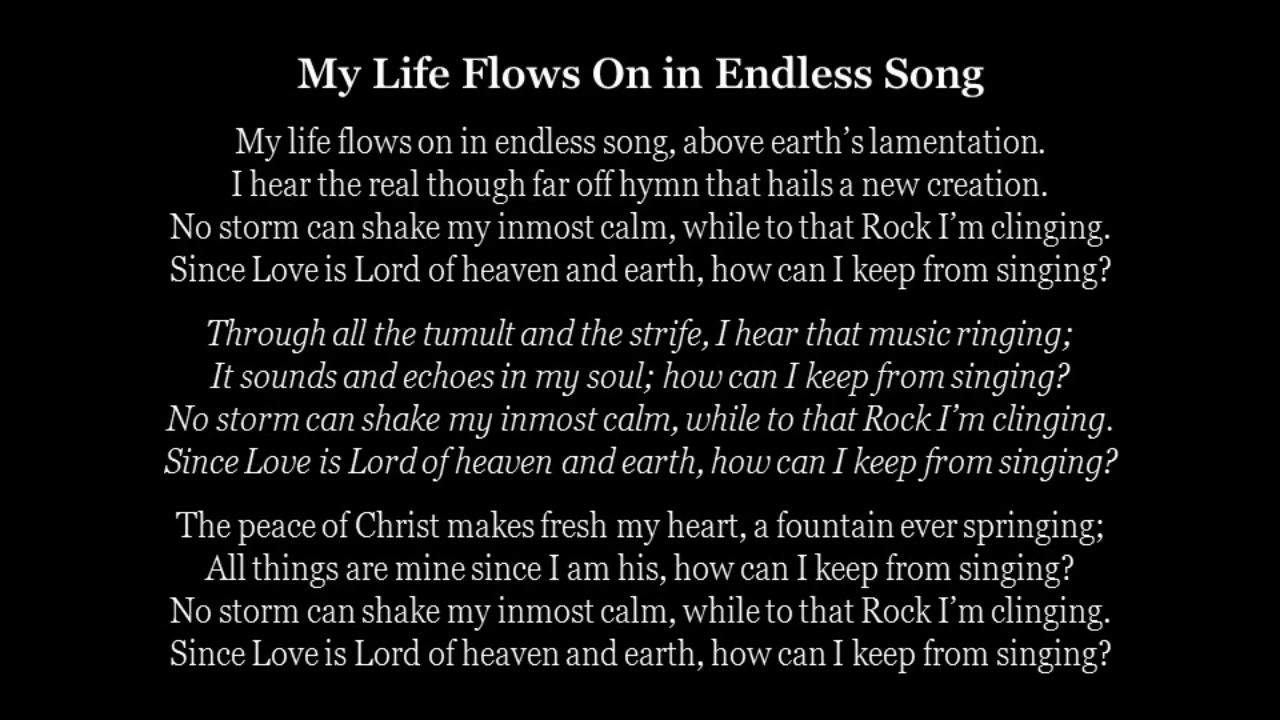 My Life Flows On in Endless Song
My life flows on in endless song, above earth’s lamentation.
I hear the real though far off hymn that hails a new creation.
No storm can shake my inmost calm, while to that Rock I’m clinging.
Since Love is Lord of heaven and earth, how can I keep from singing?
Through all the tumult and the strife, I hear that music ringing;
It sounds and echoes in my soul; how can I keep from singing?
No storm can shake my inmost calm, while to that Rock I’m clinging.
Since Love is Lord of heaven and earth, how can I keep from singing?
The peace of Christ makes fresh my heart, a fountain ever springing;
All things are mine since I am his, how can I keep from singing?
No storm can shake my inmost calm, while to that Rock I’m clinging.
Since Love is Lord of heaven and earth, how can I keep from singing?